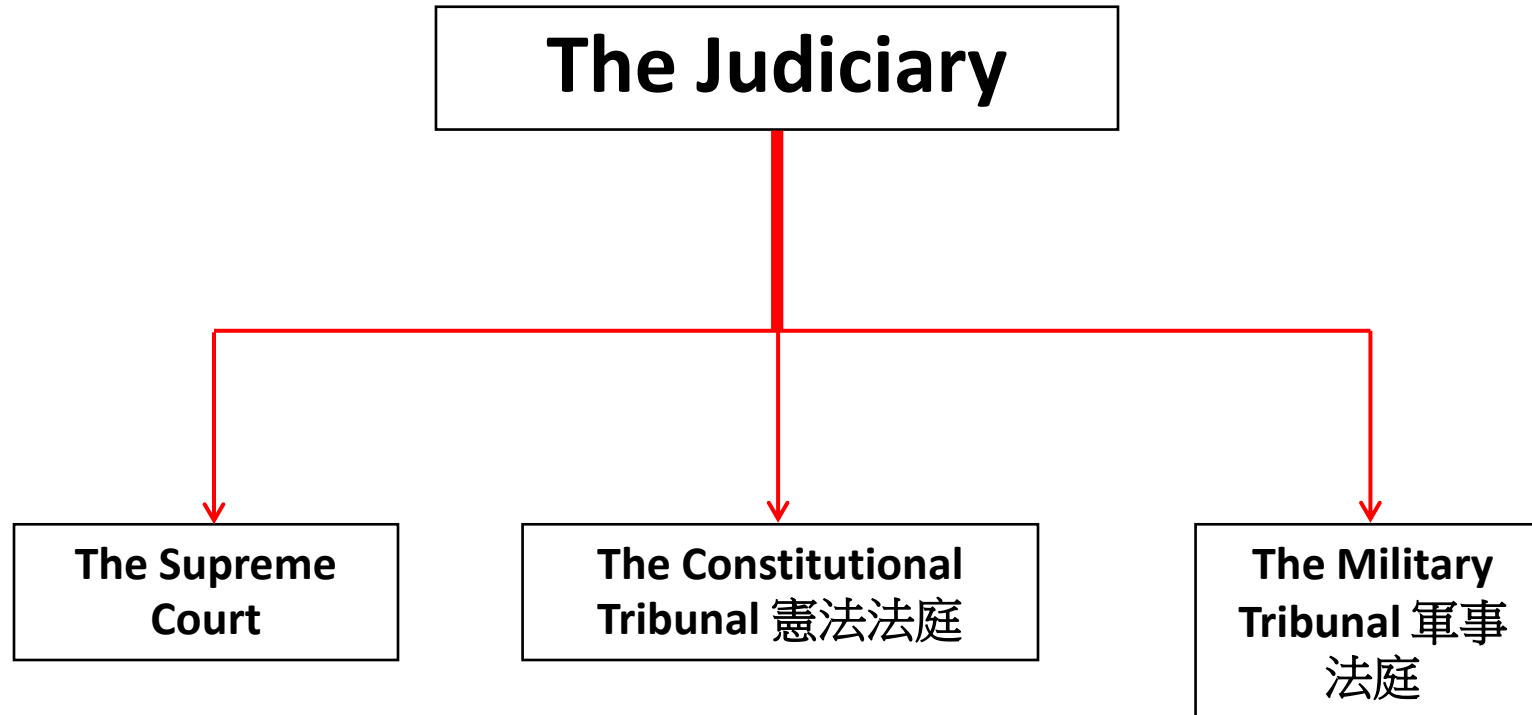 The Judiciary
The Supreme
Court
The Constitutional
Tribunal 憲法法庭
The Military
Tribunal 軍事
法庭